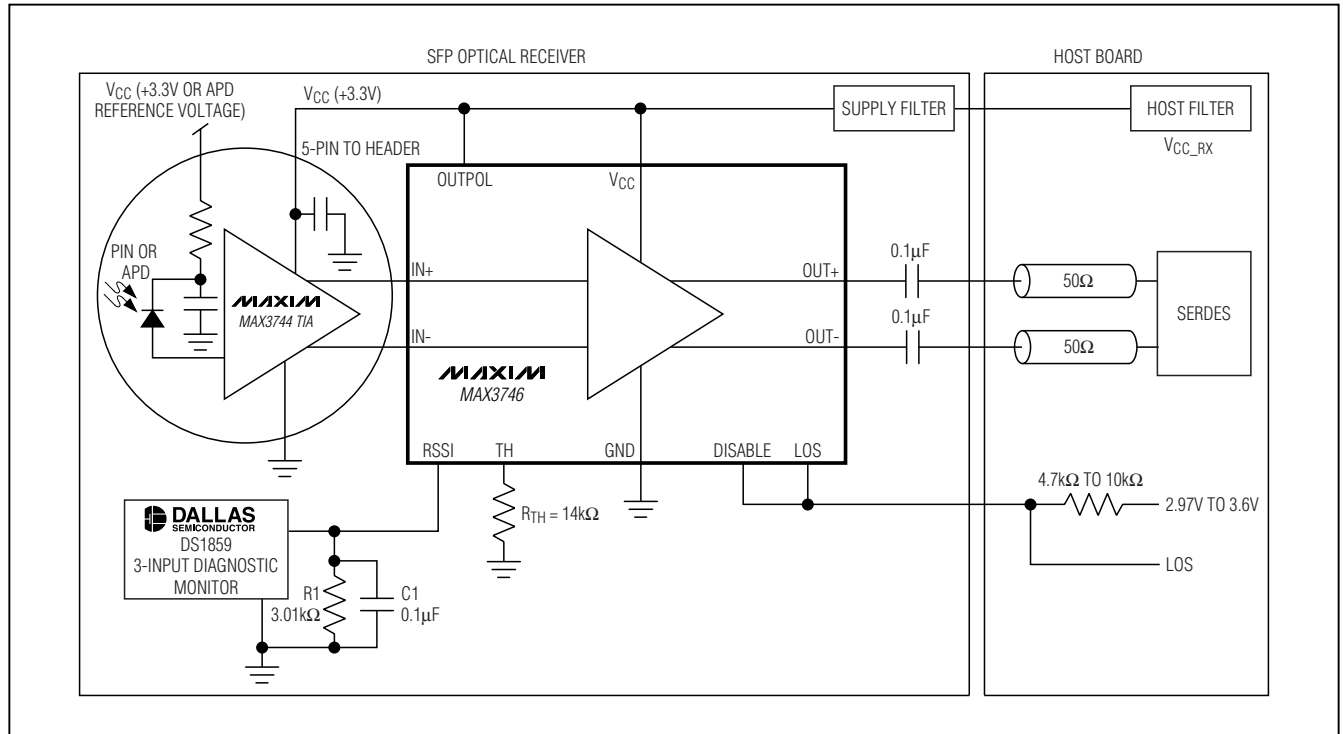 SFP OPTICAL RECEIVER
HOST BOARD
VCC (+3.3V OR APD
REFERENCE VOLTAGE)
VCC (+3.3V)
SUPPLY FILTER
HOST FILTER
VCC_RX
5-PIN TO HEADER
OUTPOL
VCC
PIN OR
APD
MAXIM
MAX3744 TIA
IN+
IN-
MAXIM
MAX3746
OUT+
OUT-
0.1µF
0.1µF
50Ω
50Ω
SERDES
RSSI
TH
GND
DISABLE
LOS
RTH = 14kΩ
4.7kΩ TO 10kΩ
2.97V TO 3.6V
LOS
DALLAS
SEMICONDUCTOR
DS1859
3-INPUT DIAGNOSTIC
MONITOR
R1
3.01kΩ
C1
0.1µF